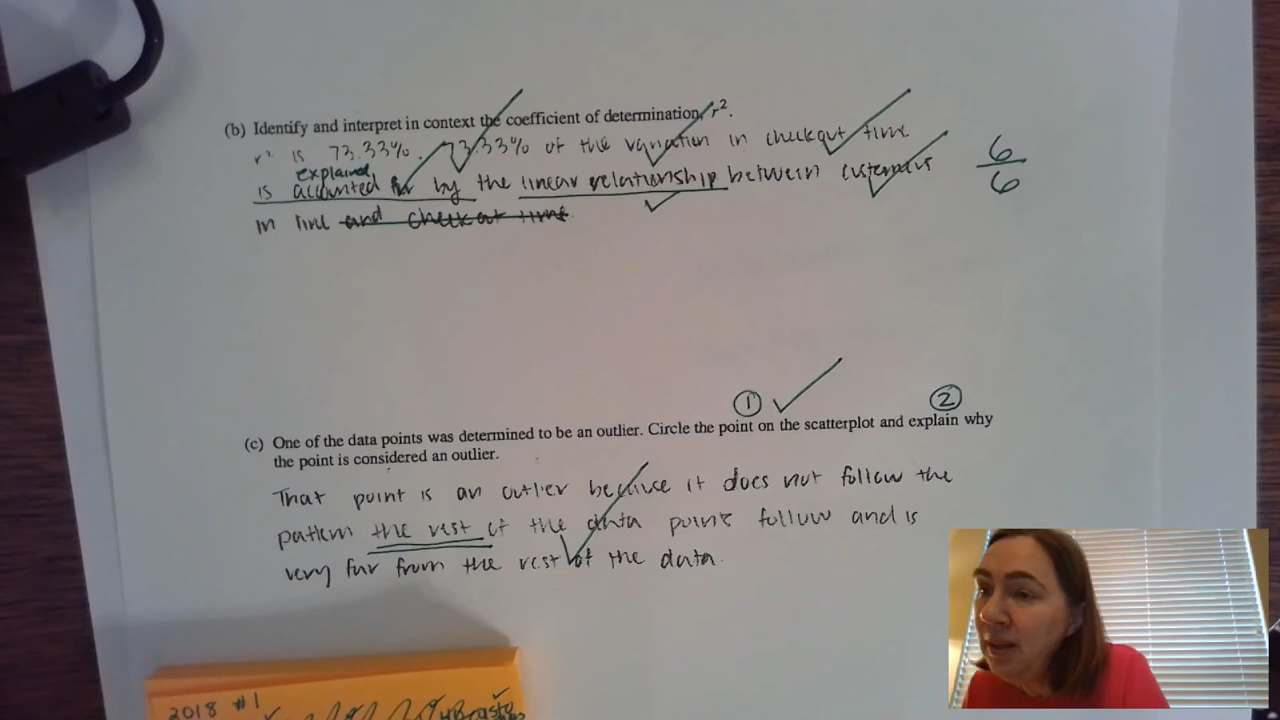 (b) Identify and interpret in context the coefficient of determination, r².
r² is 73.33%. 73.33% of the variation in checkout time
explained
is accounted for by the linear relationship between customers
in line and check out time
6
6
1
2
(c) One of the data points was determined to be an outlier. Circle the point on the scatterplot and explain why
the point is considered an outlier.
That point is an outlier because it does not follow the
pattern the rest of the data points follow and is
very far from the rest of the data.
2018 #1